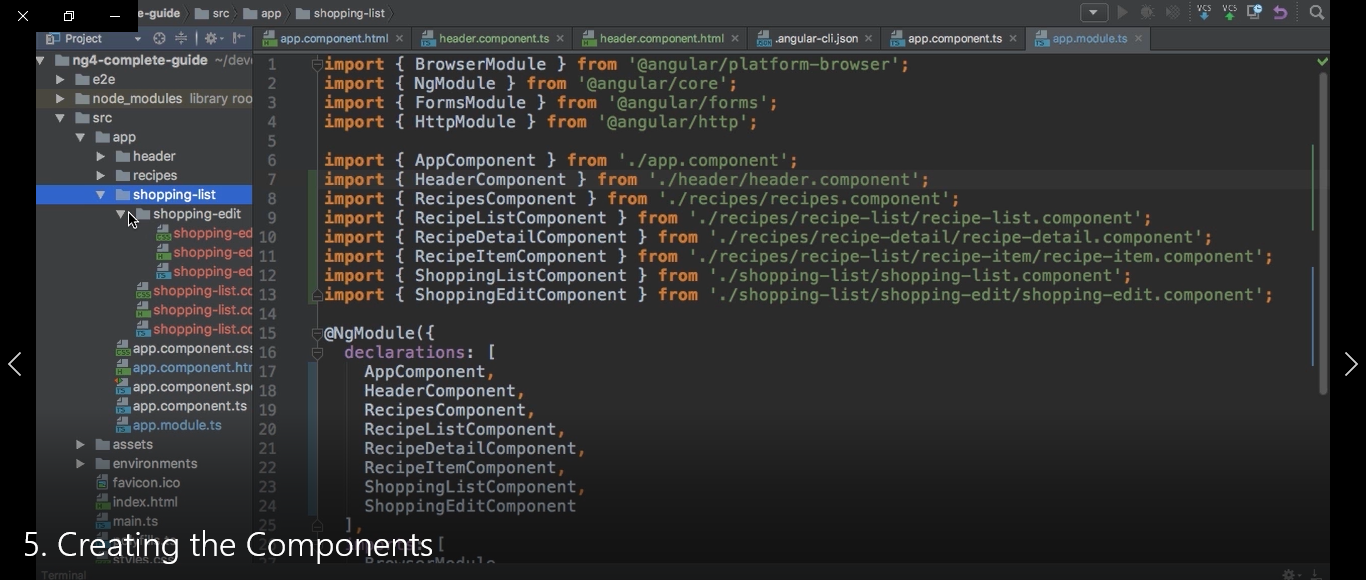 e-guide src app shopping-list
Project
app.component.html header.component.ts header.component.html .angular-cli.json app.component.ts app.module.ts
VCS VCS
ng4-complete-guide ~/dev
e2e
node_modules library roo
src
app
header
recipes
shopping-list
shopping-edit
shopping-ed
shopping-ed
shopping-ed
shopping-list.co
shopping-list.co
shopping-list.co
app.component.css
app.component.htr
app.component.spe
app.component.ts
app.module.ts
assets
environments
favicon.ico
index.html
main.ts
styles.css
Terminal
1 import { BrowserModule } from '@angular/platform-browser';
2 import { NgModule } from '@angular/core';
3 import { FormsModule } from '@angular/forms';
4 import { HttpModule } from '@angular/http';
5
6 import { AppComponent } from './app.component';
7 import { HeaderComponent } from './header/header.component';
8 import { RecipesComponent } from './recipes/recipes.component';
9 import { RecipeListComponent } from './recipes/recipe-list/recipe-list.component';
10 import { RecipeDetailComponent } from './recipes/recipe-detail/recipe-detail.component';
11 import { RecipeItemComponent } from './recipes/recipe-list/recipe-item/recipe-item.component';
12 import { ShoppingListComponent } from './shopping-list/shopping-list.component';
13 import { ShoppingEditComponent } from './shopping-list/shopping-edit/shopping-edit.component';
14
15 @NgModule({
16 declarations: [
17 AppComponent,
18 HeaderComponent,
19 RecipesComponent,
20 RecipeListComponent,
21 RecipeDetailComponent,
22 RecipeItemComponent,
23 ShoppingListComponent,
24 ShoppingEditComponent
25 ],
BrowserModule
5. Creating the Components